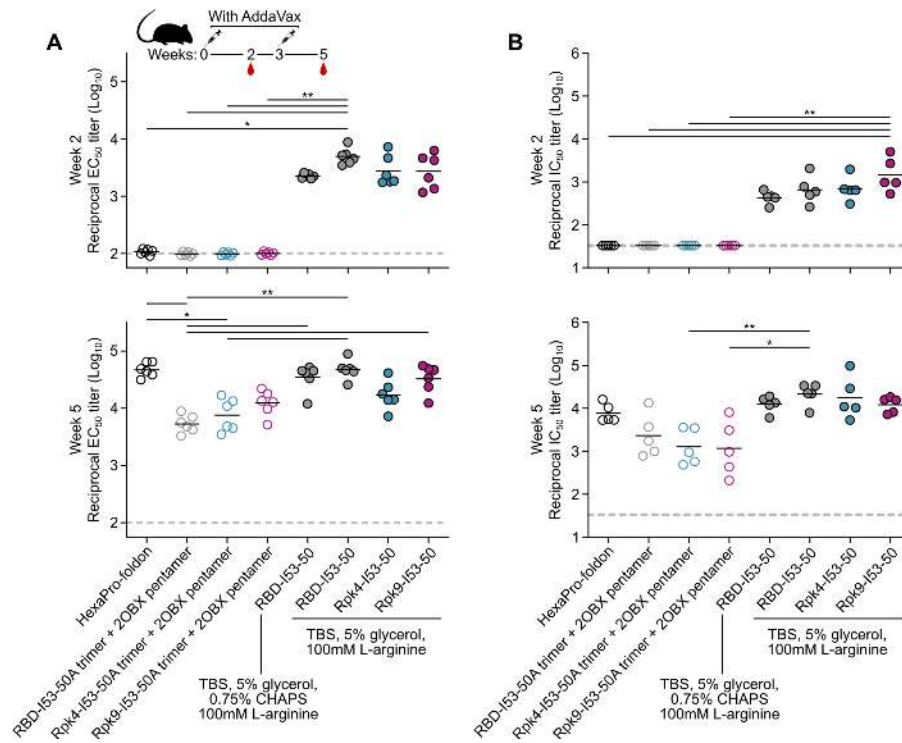 With AddaVax
A
B
Weeks: 0 2 3 5
Week 2
Reciprocal EC50 titer (Log10)
5
4
3
2
**
*
Week 2
Reciprocal IC50 titer (Log10)
6
5
4
3
2
1
**
Week 5
Reciprocal EC50 titer (Log10)
5
4
3
2
**
*
Week 5
Reciprocal IC50 titer (Log10)
6
5
4
3
2
1
**
*
HexaPro-foldon
RBD-I53-50A trimer + 2OBX pentamer
Rpk4-I53-50A trimer + 2OBX pentamer
Rpk9-I53-50A trimer + 2OBX pentamer
RBD-I53-50
RBD-I53-50
Rpk4-I53-50
Rpk9-I53-50
TBS, 5% glycerol,
100mM L-arginine
TBS, 5% glycerol,
0.75% CHAPS
100mM L-arginine
HexaPro-foldon
RBD-I53-50A trimer + 2OBX pentamer
Rpk4-I53-50A trimer + 2OBX pentamer
Rpk9-I53-50A trimer + 2OBX pentamer
RBD-I53-50
RBD-I53-50
Rpk4-I53-50
Rpk9-I53-50
TBS, 5% glycerol,
100mM L-arginine
TBS, 5% glycerol,
0.75% CHAPS
100mM L-arginine